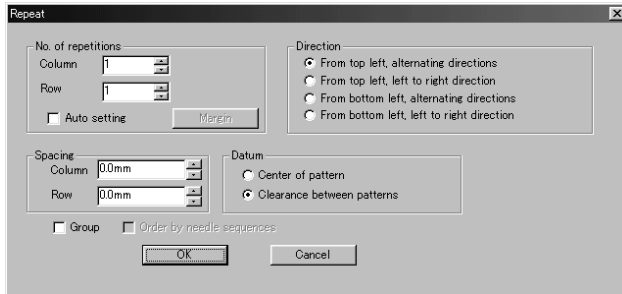 Repeat
No. of repetitions
Column 1
Row 1
Auto setting Margin
Direction
From top left, alternating directions
From top left, left to right direction
From bottom left, alternating directions
From bottom left, left to right direction
Spacing
Column 0.0mm
Row 0.0mm
Datum
Center of pattern
Clearance between patterns
Group Order by needle sequences
OK Cancel